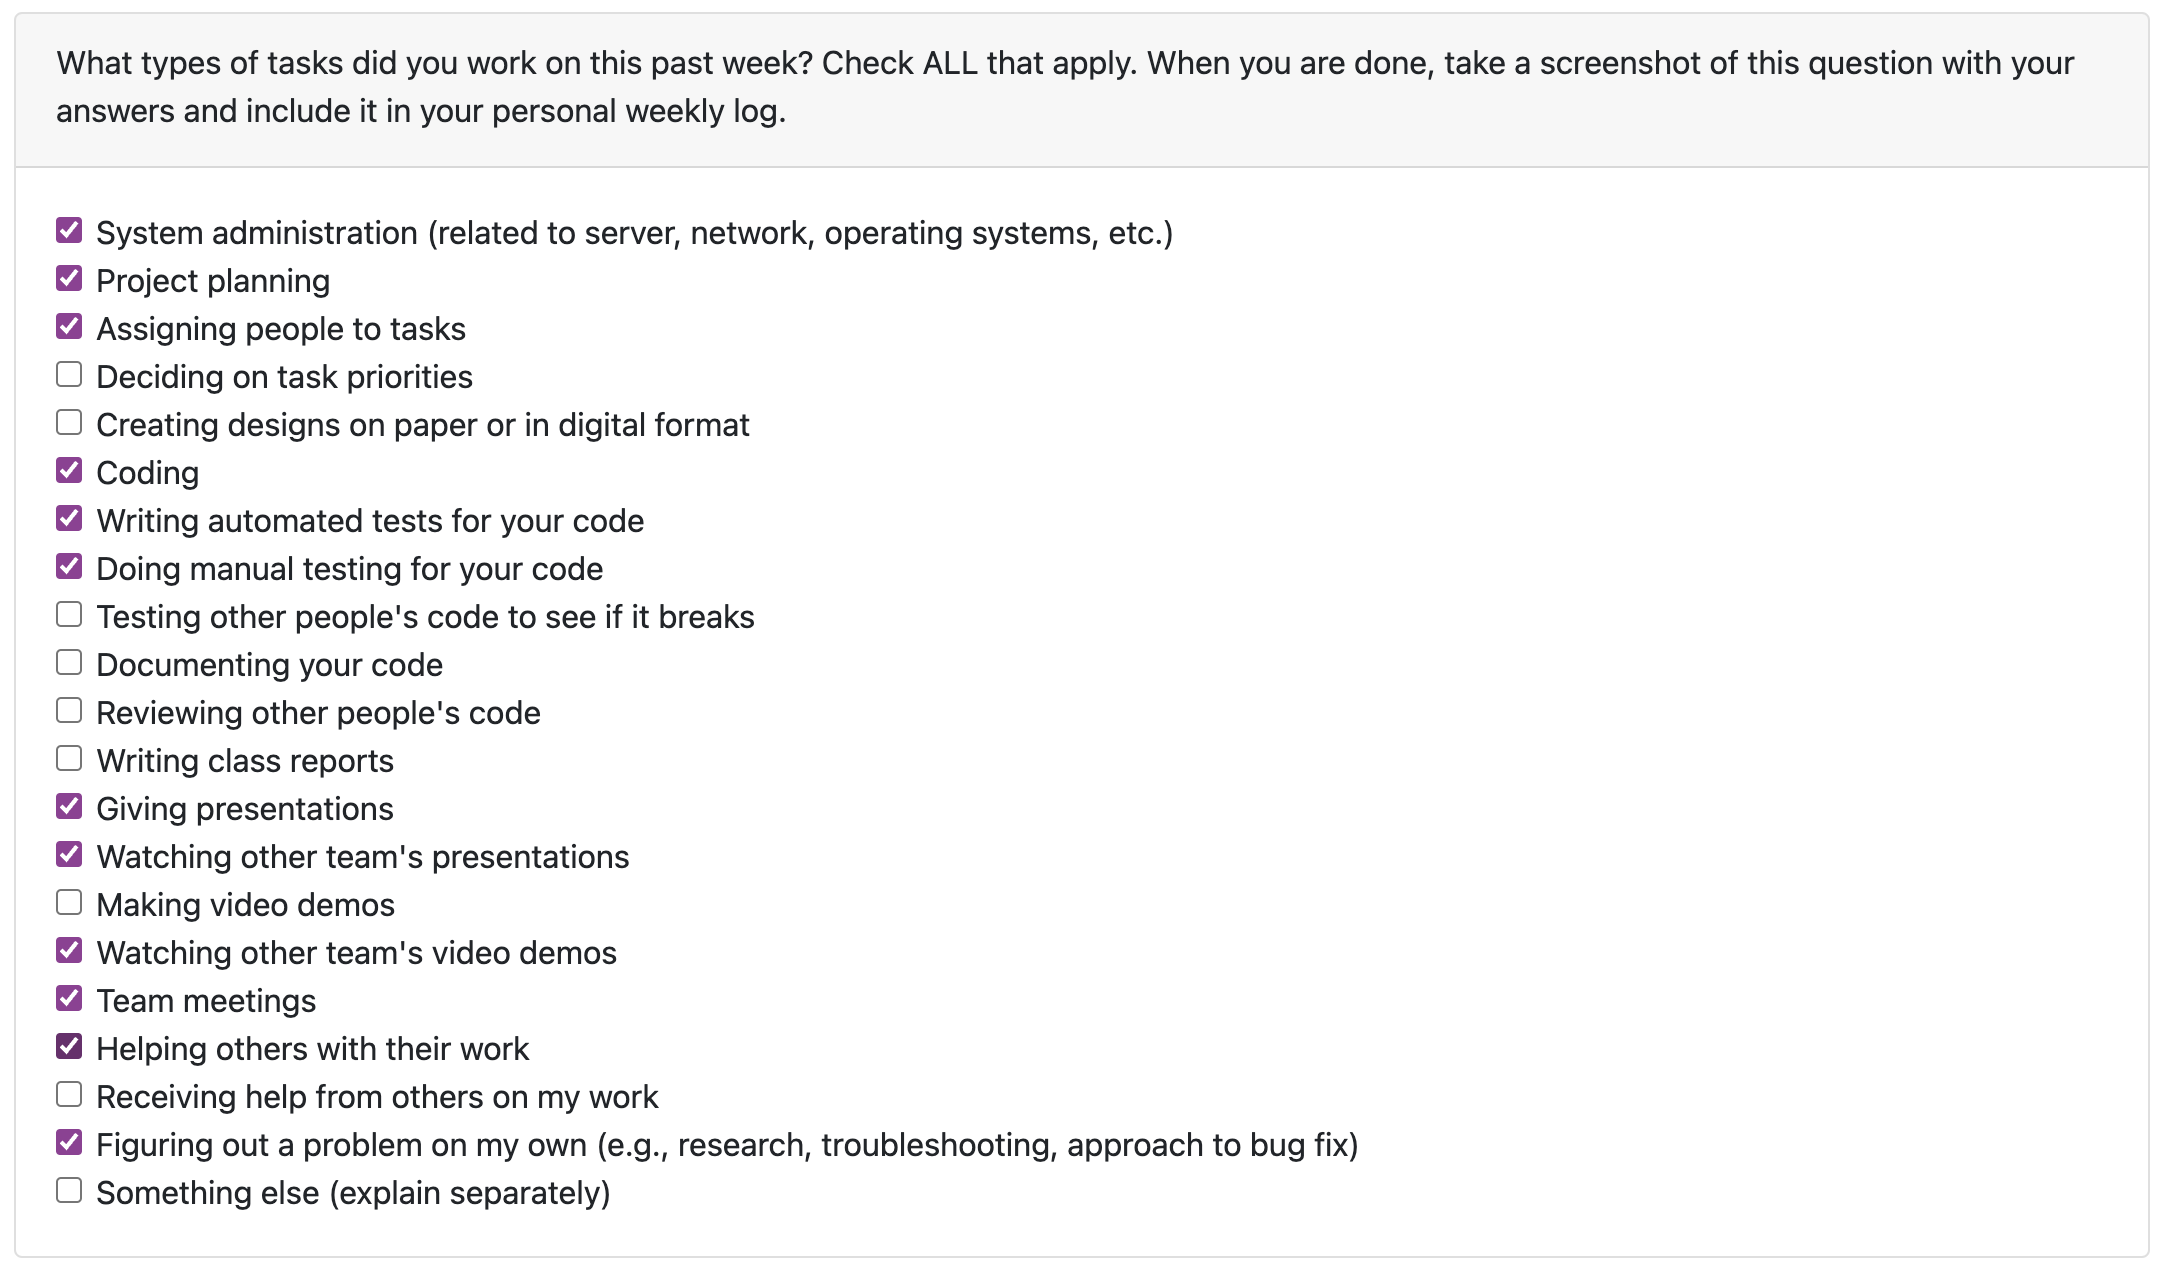 What types of tasks did you work on this past week? Check ALL that apply. When you are done, take a screenshot of this question with your
answers and include it in your personal weekly log.
System administration (related to server, network, operating systems, etc.)
Project planning
Assigning people to tasks
Deciding on task priorities
Creating designs on paper or in digital format
Coding
Writing automated tests for your code
Doing manual testing for your code
Testing other people's code to see if it breaks
Documenting your code
Reviewing other people's code
Writing class reports
Giving presentations
Watching other team's presentations
Making video demos
Watching other team's video demos
Team meetings
Helping others with their work
Receiving help from others on my work
Figuring out a problem on my own (e.g., research, troubleshooting, approach to bug fix)
Something else (explain separately)